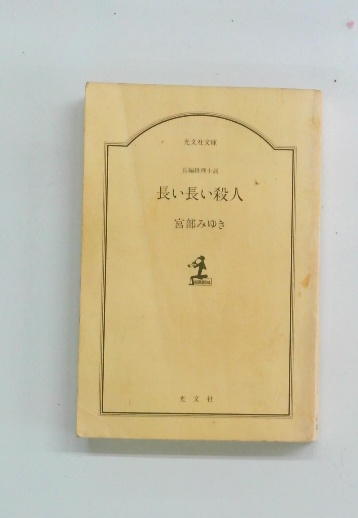 光文社文庫
長編推理小説
長い長い殺人
宮部みゆき
光文社